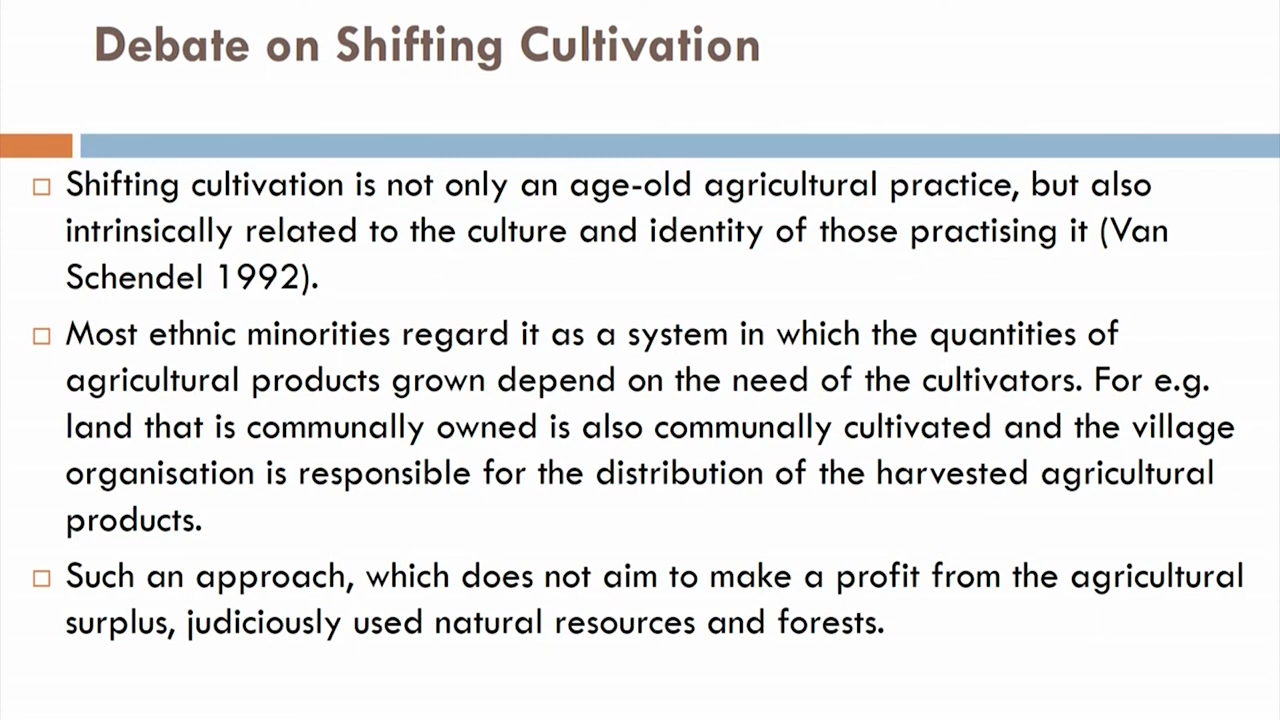 Debate on Shifting Cultivation
Shifting cultivation is not only an age-old agricultural practice, but also
intrinsically related to the culture and identity of those practising it (Van
Schendel 1992).
Most ethnic minorities regard it as a system in which the quantities of
agricultural products grown depend on the need of the cultivators. For e.g.
land that is communally owned is also communally cultivated and the village
organisation is responsible for the distribution of the harvested agricultural
products.
Such an approach, which does not aim to make a profit from the agricultural
surplus, judiciously used natural resources and forests.